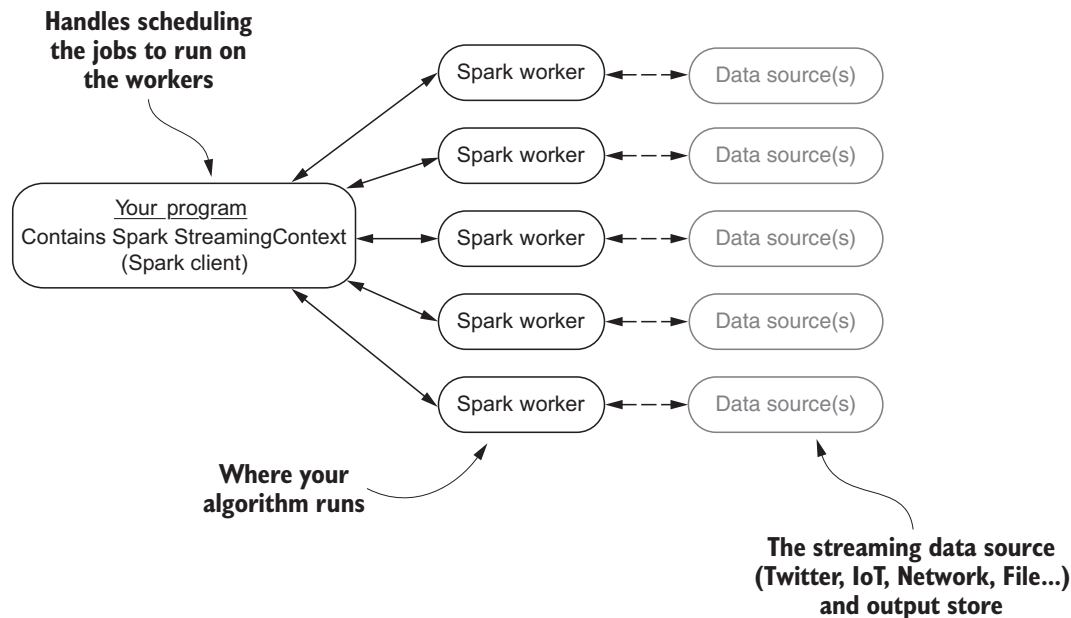 Handles scheduling
the jobs to run on
the workers
Your program
Contains Spark StreamingContext
(Spark client)
Spark worker
Data source(s)
Spark worker
Data source(s)
Spark worker
Data source(s)
Spark worker
Data source(s)
Spark worker
Data source(s)
Where your
algorithm runs
The streaming data source
(Twitter, IoT, Network, File...)
and output store